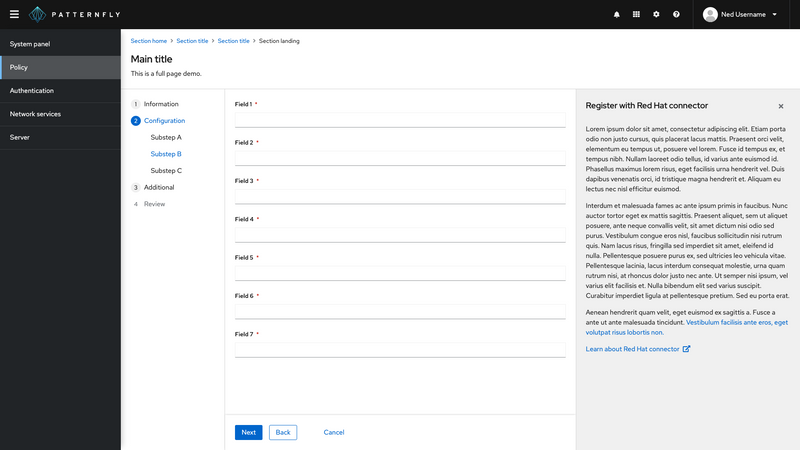 PATTERNFLY
Ned Username
System panel
Policy
Authentication
Network services
Server
Section home > Section title > Section title > Section landing
Main title
This is a full page demo.
1 Information
2 Configuration
Substep A
Substep B
Substep C
3 Additional
4 Review
Field 1 *
Field 2 *
Field 3 *
Field 4 *
Field 5 *
Field 6 *
Field 7 *
Next
Back
Cancel
Register with Red Hat connector
Lorem ipsum dolor sit amet, consectetur adipiscing elit. Etiam porta
odio non justo cursus, quis placerat lacus mattis. Praesent orci velit,
elementum eu tempus ut, posuere vel lorem. Fusce id tempus ex, et
tempus nibh. Nullam laoreet odio tellus, id varius ante euismod id.
Phasellus maximus lorem risus, eget facilisis urna hendrerit vel. Duis
dapibus venenatis orci, id tristique magna hendrerit et. Aliquam eu
lectus nec nisl efficitur euismod.
Interdum et malesuada fames ac ante ipsum primis in faucibus. Nunc
auctor tortor eget ex mattis sagittis. Praesent aliquet, sem ut aliquet
posuere, ante neque convallis velit, sit amet dictum nisi odio sed
purus. Vestibulum congue eros nisl, faucibus sollicitudin nisi rutrum
quis. Nam lacus risus, fringilla sed imperdiet sit amet, eleifend id
nulla. Pellentesque posuere purus ex, sed ultricies leo vehicula vitae.
Pellentesque lacinia, lacus interdum consequat molestie, urna quam
rutrum nisi, at rhoncus dolor justo nec ante. Ut semper nisi ipsum, vel
varius elit facilisis et. Nulla bibendum elit sed varius suscipit.
Curabitur imperdiet ligula at pellentesque pretium. Sed eu porta erat.
Aenean hendrerit quam velit, eget euismod ex sagittis a. Fusce a
ante ut ante malesuada tincidunt. Vestibulum facilisis ante eros, eget
volutpat risus lobortis non.
Learn about Red Hat connector